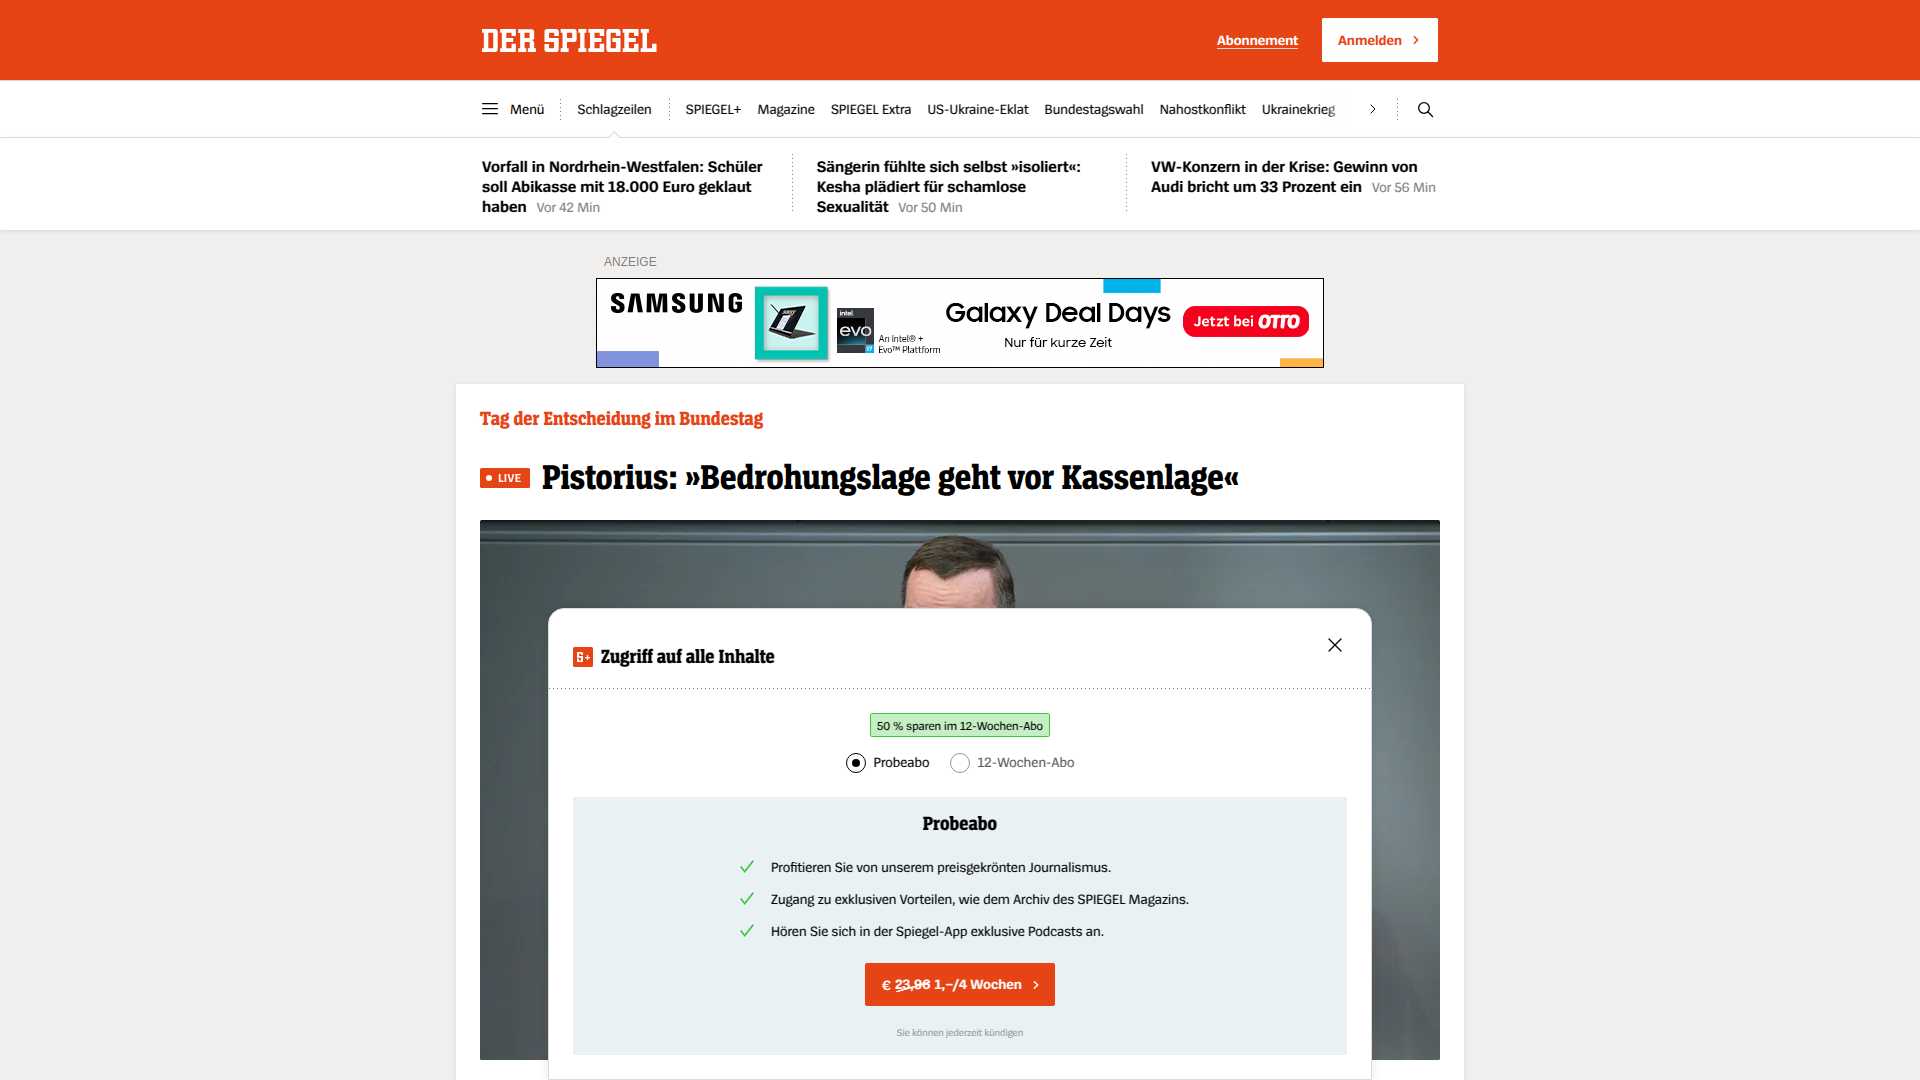 DER SPIEGEL
Abonnement
Anmelden
Menü
Schlagzeilen
SPIEGEL+
Magazine
SPIEGEL Extra
US-Ukraine-Eklat
Bundestagswahl
Nahostkonflikt
Ukrainekrieg
Vorfall in Nordrhein-Westfalen: Schüler
soll Abikasse mit 18.000 Euro geklaut
haben Vor 42 Min
Sängerin fühlte sich selbst »isoliert«:
Kesha plädiert für schamlose
Sexualität Vor 50 Min
VW-Konzern in der Krise: Gewinn von
Audi bricht um 33 Prozent ein Vor 56 Min
ANZEIGE
SAMSUNG
intel
evo
i7
An Intel® +
Evo™ Plattform
Galaxy Deal Days
Nur für kurze Zeit
Jetzt bei OTTO
Tag der Entscheidung im Bundestag
LIVE Pistorius: »Bedrohungslage geht vor Kassenlage«
S+ Zugriff auf alle Inhalte
50 % sparen im 12-Wochen-Abo
Probeabo
12-Wochen-Abo
Probeabo
Profitieren Sie von unserem preisgekrönten Journalismus.
Zugang zu exklusiven Vorteilen, wie dem Archiv des SPIEGEL Magazins.
Hören Sie sich in der Spiegel-App exklusive Podcasts an.
€ 23,96 1,–/4 Wochen
Sie können jederzeit kündigen